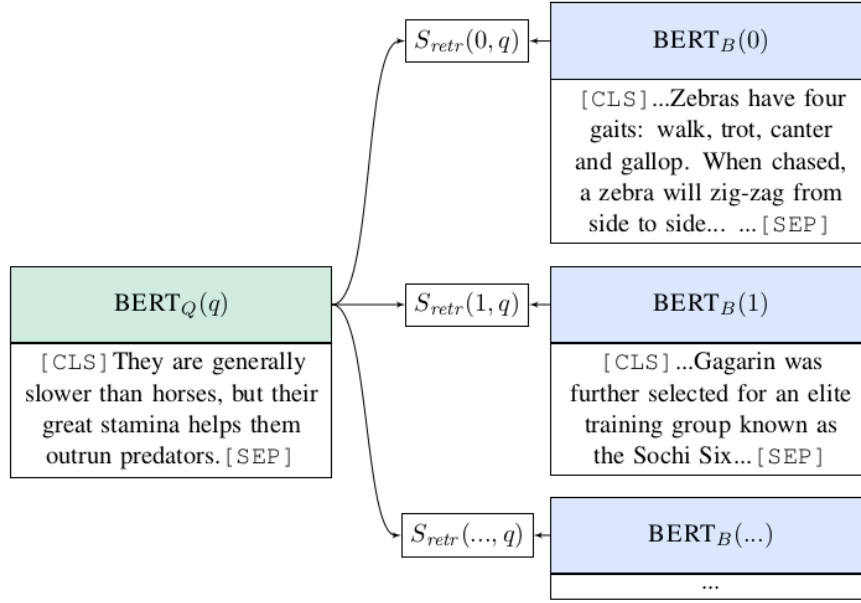 BERT_Q(q)
[CLS]They are generally
slower than horses, but their
great stamina helps them
outrun predators.[SEP]
S_retr(0, q)
S_retr(1, q)
S_retr(..., q)
BERT_B(0)
[CLS]...Zebras have four
gaits: walk, trot, canter
and gallop. When chased,
a zebra will zig-zag from
side to side... ...[SEP]
BERT_B(1)
[CLS]...Gagarin was
further selected for an elite
training group known as
the Sochi Six...[SEP]
BERT_B(...)
...